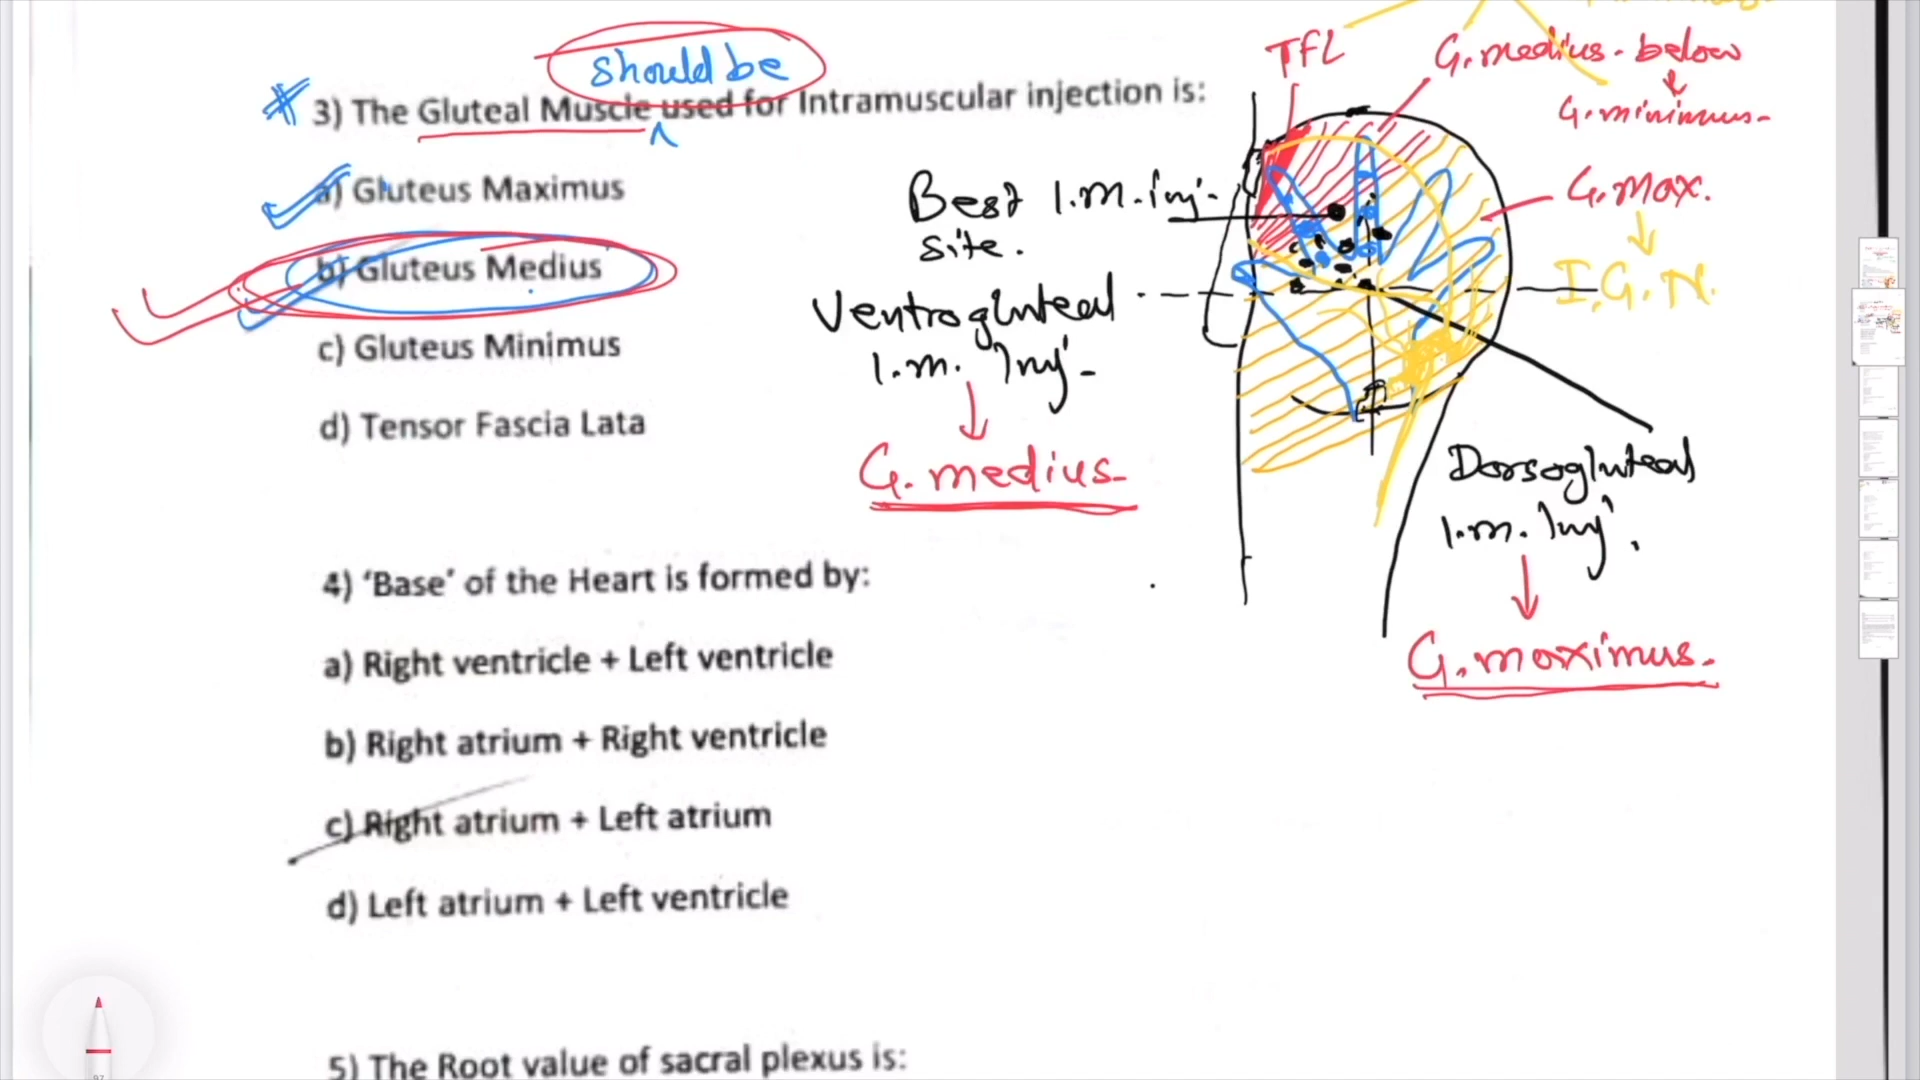 should be
3) The Gluteal Muscle used for Intramuscular injection is:
a) Gluteus Maximus
b) Gluteus Medius
c) Gluteus Minimus
d) Tensor Fascia Lata
TFL
G. medius - below
G. minimus -
G. max.
I. G. N.
Best I.m. inj'-
site.
Ventrogluteal
I.m. Inj' -
G. medius -
Dorsogluteal
I.m. Inj'.
G. maximus.
4) ‘Base’ of the Heart is formed by:
a) Right ventricle + Left ventricle
b) Right atrium + Right ventricle
c) Right atrium + Left atrium
d) Left atrium + Left ventricle
5) The Root value of sacral plexus is:
97